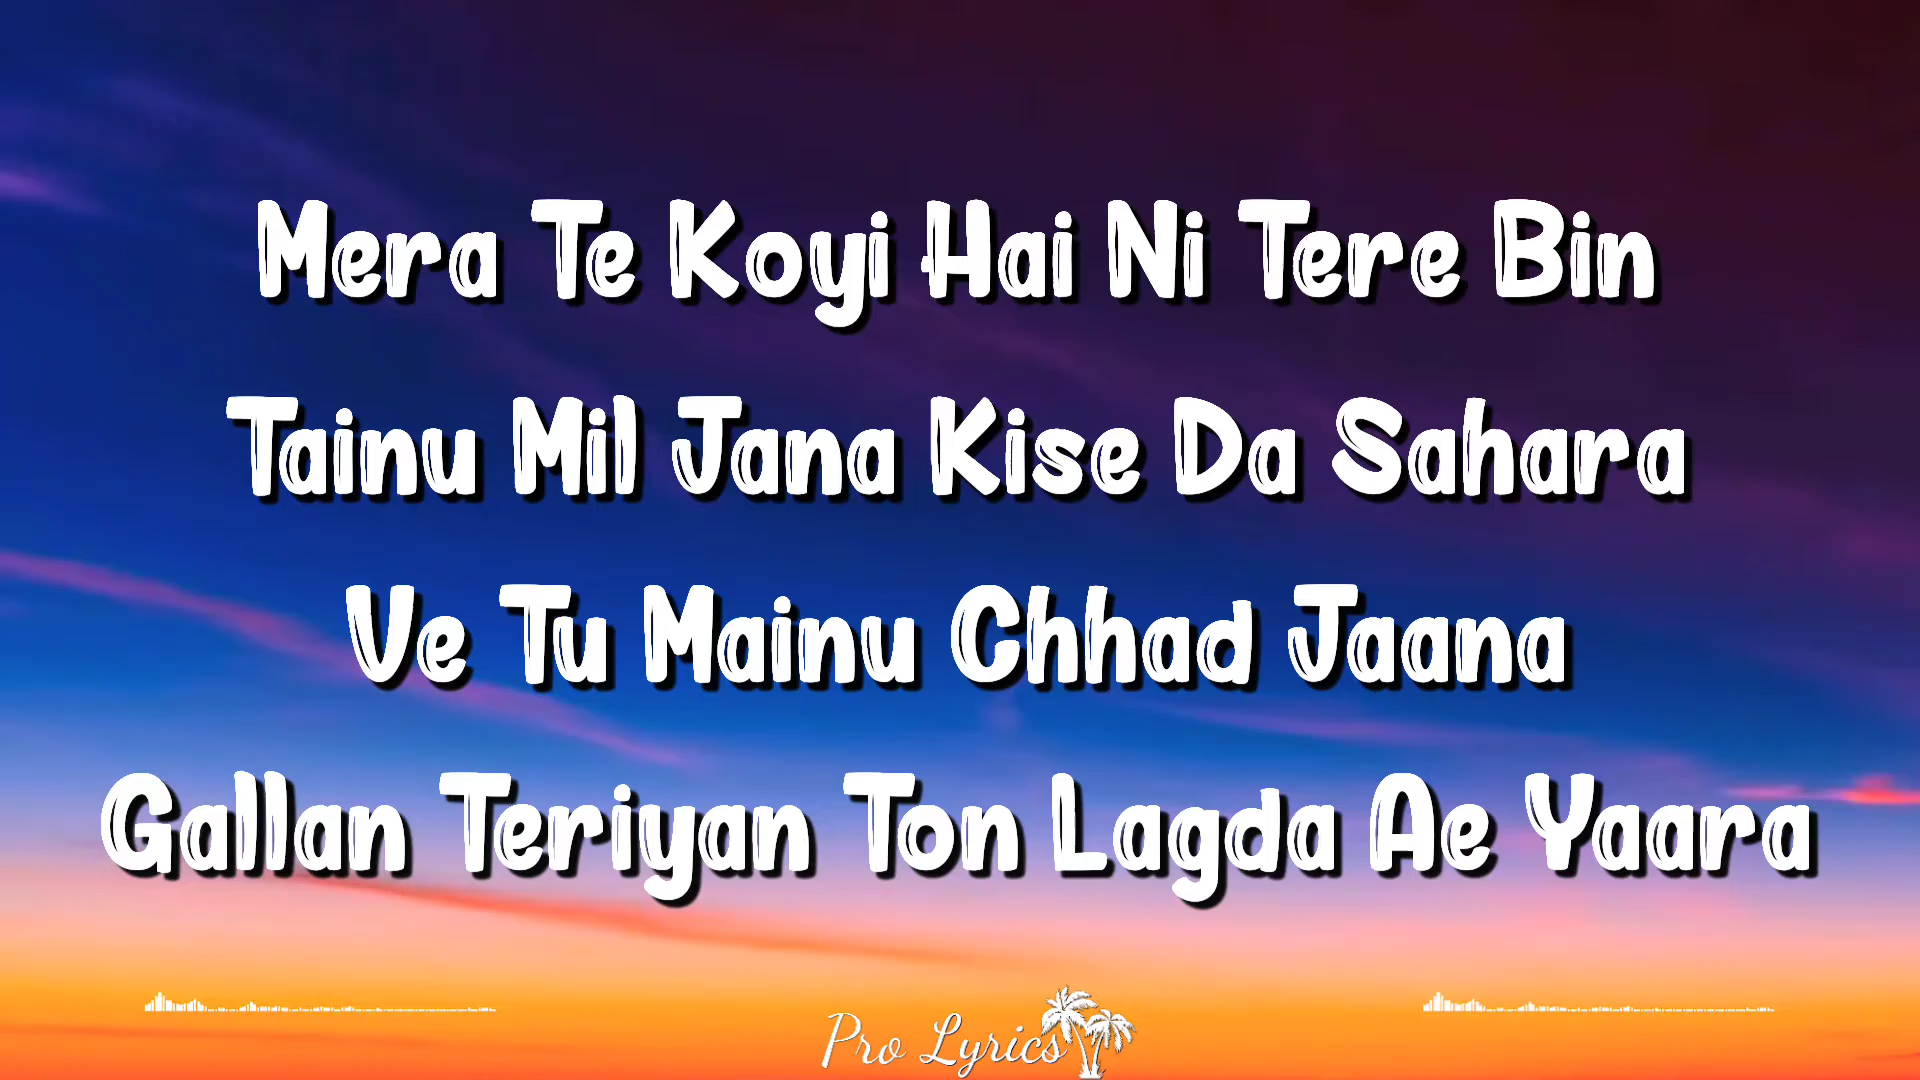 Mera Te Koyi Hai Ni Tere Bin
Tainu Mil Jana Kise Da Sahara
Ve Tu Mainu Chhad Jaana
Gallan Teriyan Ton Lagda Ae Yaara
Pro Lyrics